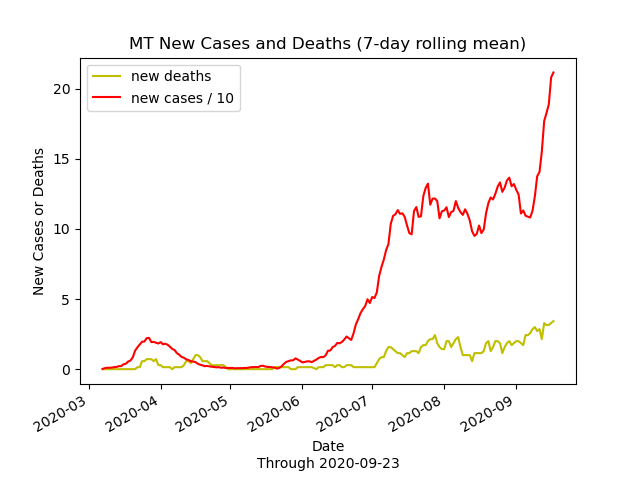 MT New Cases and Deaths (7-day rolling mean)
new deaths
new cases / 10
20
15
10
5
0
New Cases or Deaths
2020-03
2020-04
2020-05
2020-06
2020-07
2020-08
2020-09
Date
Through 2020-09-23